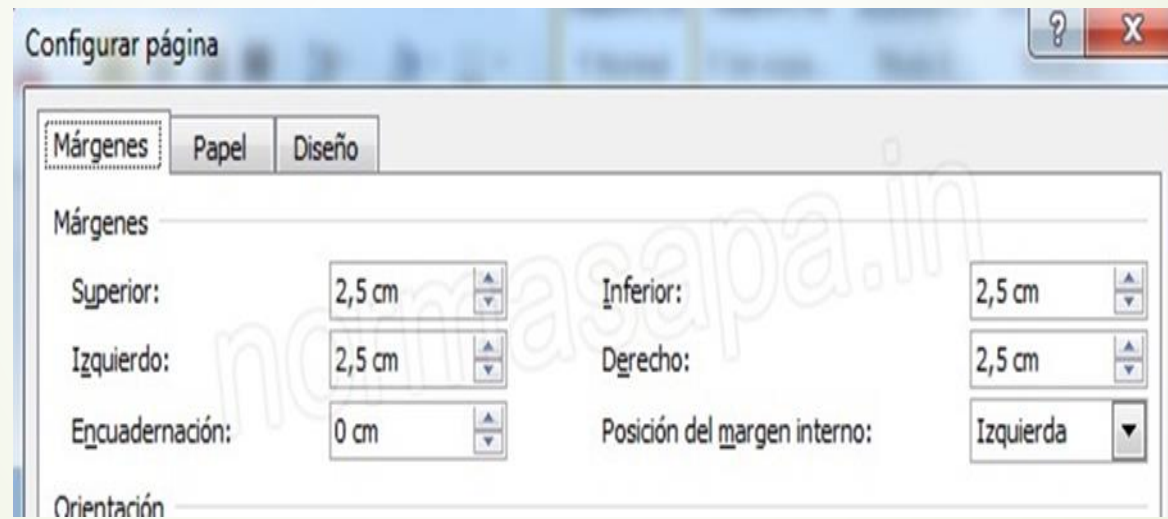 Configurar página
Márgenes Papel Diseño
Márgenes
Superior: 2,5 cm Inferior: 2,5 cm
Izquierdo: 2,5 cm Derecho: 2,5 cm
Encuadernación: 0 cm Posición del margen interno: Izquierda
Orientación
normasapa.in